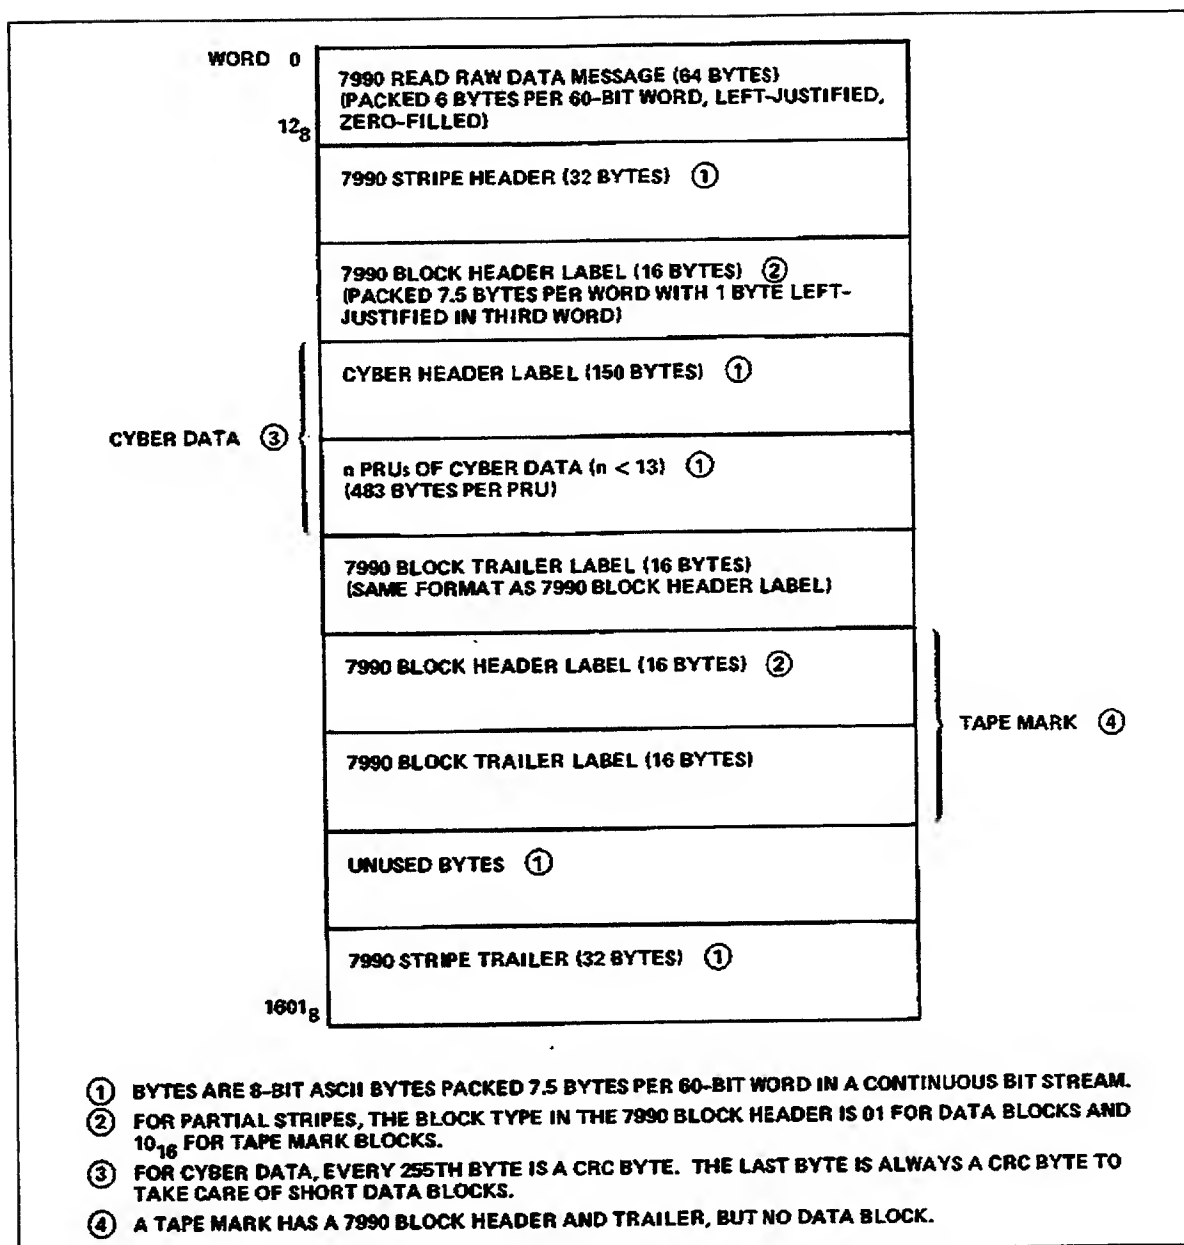 WORD 0
7990 READ RAW DATA MESSAGE (64 BYTES)
(PACKED 6 BYTES PER 60-BIT WORD, LEFT-JUSTIFIED,
ZERO-FILLED)
12₈
7990 STRIPE HEADER (32 BYTES) ①
7990 BLOCK HEADER LABEL (16 BYTES) ②
(PACKED 7.5 BYTES PER WORD WITH 1 BYTE LEFT-
JUSTIFIED IN THIRD WORD)
CYBER HEADER LABEL (150 BYTES) ①
CYBER DATA ③
n PRUs OF CYBER DATA (n < 13) ①
(483 BYTES PER PRU)
7990 BLOCK TRAILER LABEL (16 BYTES)
(SAME FORMAT AS 7990 BLOCK HEADER LABEL)
7990 BLOCK HEADER LABEL (16 BYTES) ②
TAPE MARK ④
7990 BLOCK TRAILER LABEL (16 BYTES)
UNUSED BYTES ①
7990 STRIPE TRAILER (32 BYTES) ①
1601₈
① BYTES ARE 8-BIT ASCII BYTES PACKED 7.5 BYTES PER 60-BIT WORD IN A CONTINUOUS BIT STREAM.
② FOR PARTIAL STRIPES, THE BLOCK TYPE IN THE 7990 BLOCK HEADER IS 01 FOR DATA BLOCKS AND
10₁₆ FOR TAPE MARK BLOCKS.
③ FOR CYBER DATA, EVERY 255TH BYTE IS A CRC BYTE. THE LAST BYTE IS ALWAYS A CRC BYTE TO
TAKE CARE OF SHORT DATA BLOCKS.
④ A TAPE MARK HAS A 7990 BLOCK HEADER AND TRAILER, BUT NO DATA BLOCK.